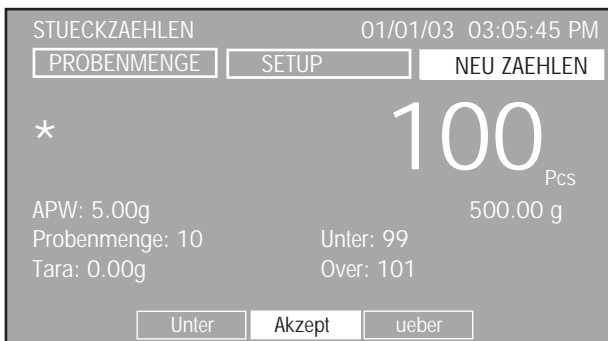 STUECKZAEHLEN 01/01/03 03:05:45 PM
PROBENMENGE SETUP NEU ZAEHLEN
* 100 Pcs
APW: 5.00g 500.00 g
Probenmenge: 10 Unter: 99
Tara: 0.00g Over: 101
Unter Akzept ueber